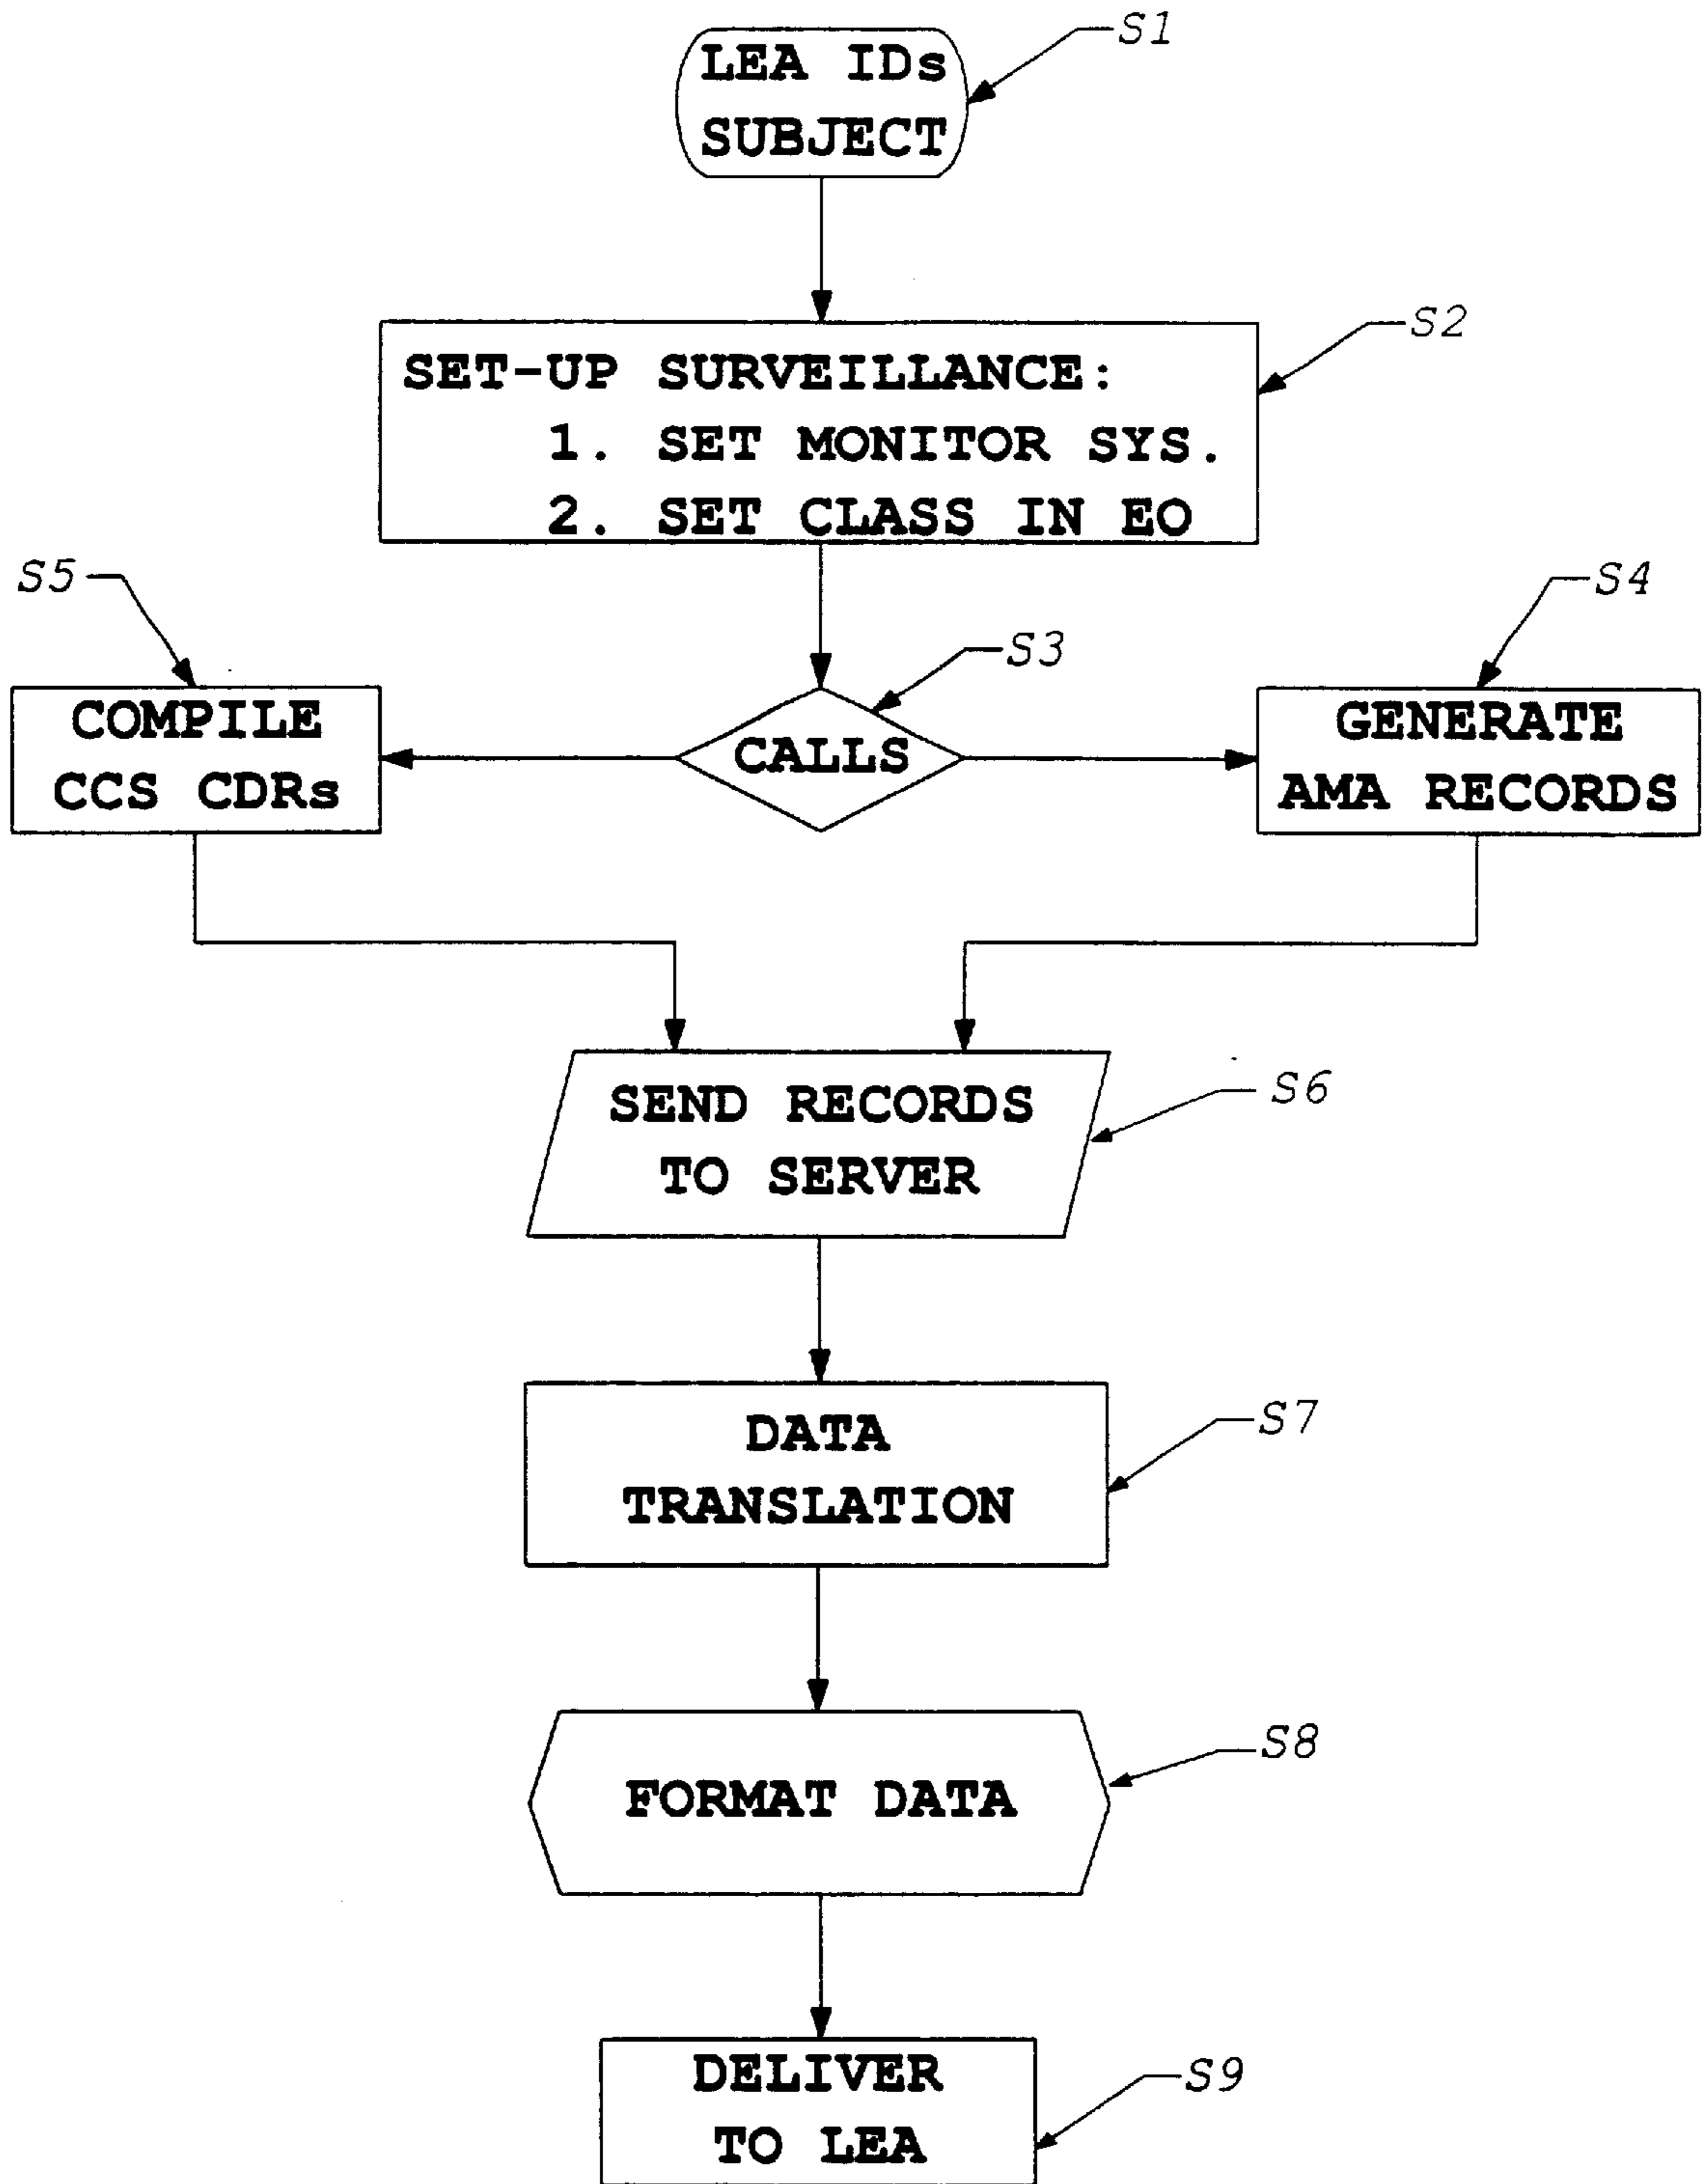 LEA IDs
SUBJECT
S1
SET-UP SURVEILLANCE:
1. SET MONITOR SYS.
2. SET CLASS IN EO
S2
S5
S4
S3
COMPILE
CCS CDRs
CALLS
GENERATE
AMA RECORDS
SEND RECORDS
TO SERVER
S6
DATA
TRANSLATION
S7
FORMAT DATA
S8
DELIVER
TO LEA
S9